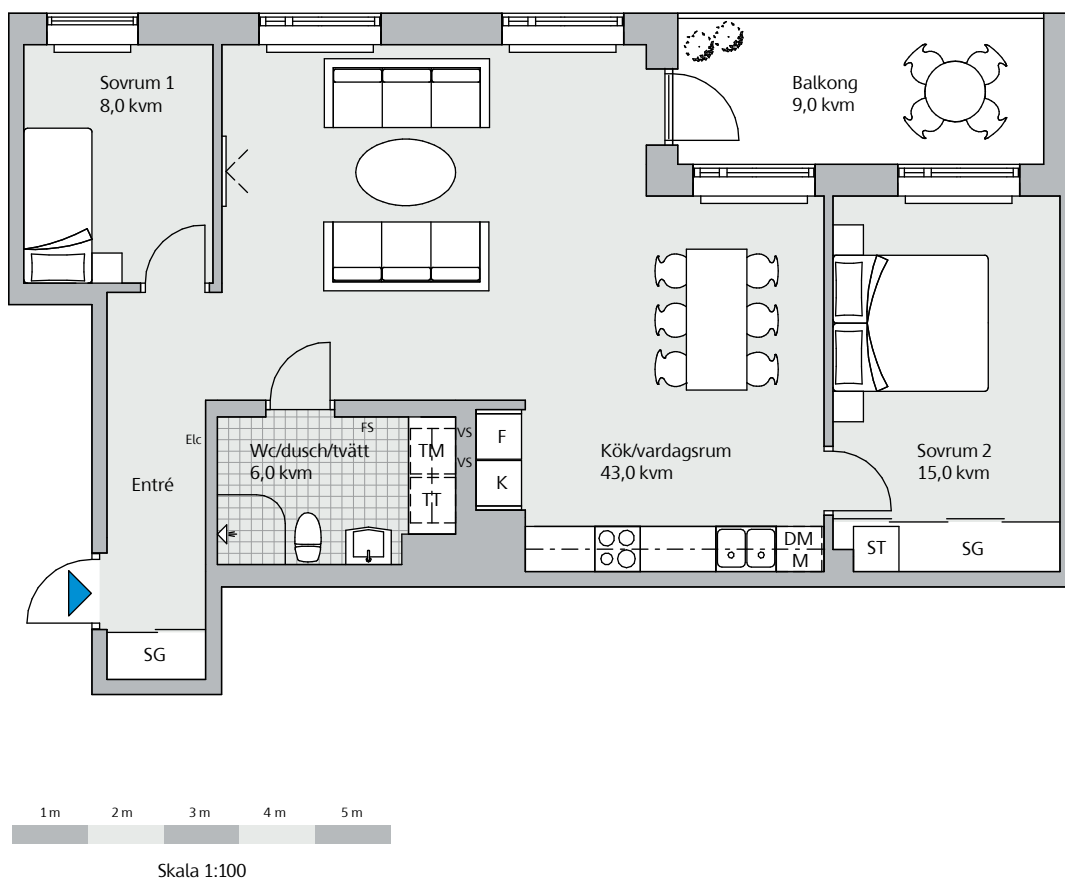 Sovrum 1
8,0 kvm
Balkong
9,0 kvm
Elc
FS
Wc/dusch/tvätt
6,0 kvm
TM
TT
VS
VS
F
K
Kök/vardagsrum
43,0 kvm
Sovrum 2
15,0 kvm
Entré
DM
M
ST
SG
SG
1 m 2 m 3 m 4 m 5 m
Skala 1:100